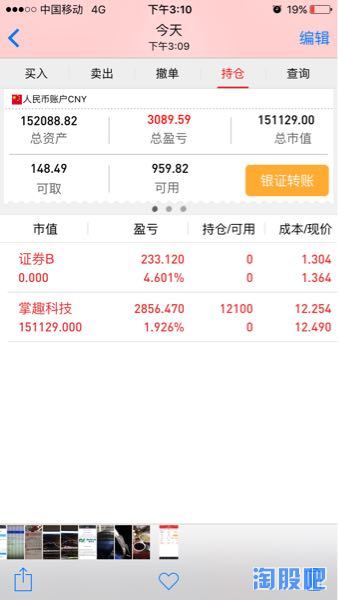 中国移动 4G 下午3:10 19%
今天
下午3:09
编辑
买入 卖出 撤单 持仓 查询
人民币账户CNY
152088.82 3089.59 151129.00
总资产 总盈亏 总市值
148.49 959.82 银证转账
可取 可用
市值 盈亏 持仓/可用 成本/现价
证券B 233.120 0 1.304
0.000 4.601% 0 1.364
掌趣科技 2856.470 12100 12.254
151129.000 1.926% 0 12.490
淘股吧